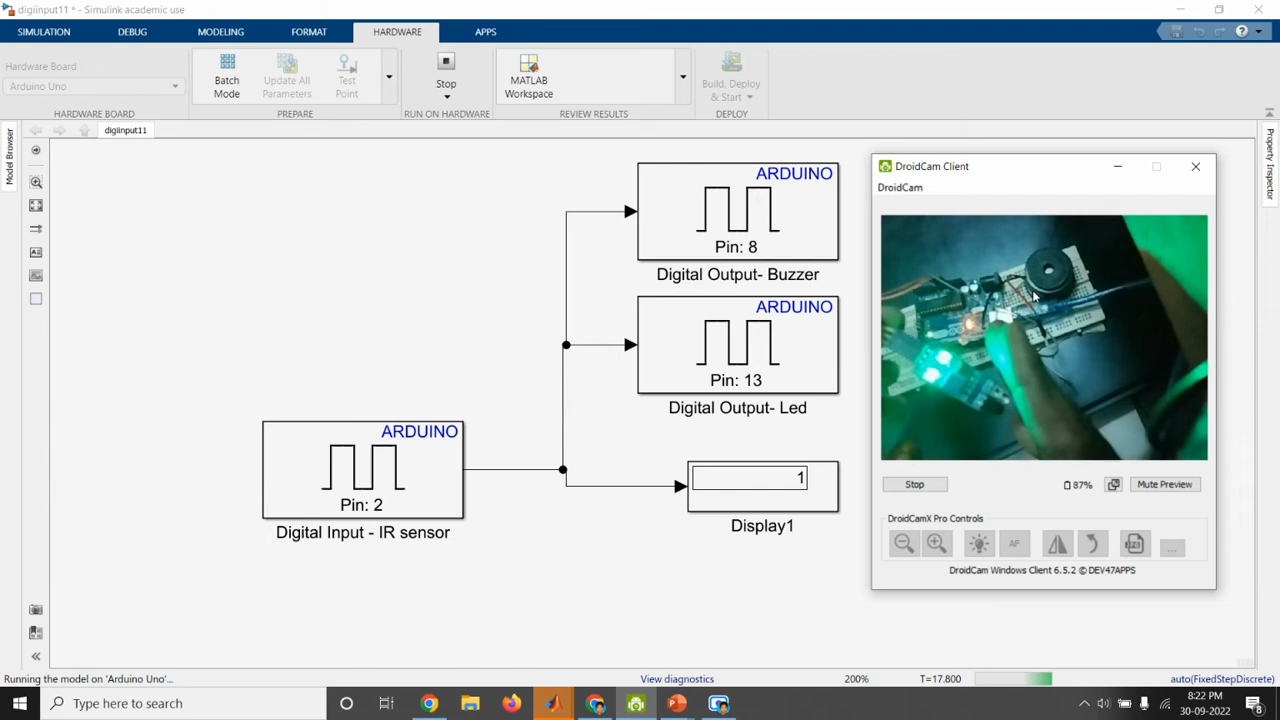 digiinput11 * - Simulink academic use
SIMULATION
DEBUG
MODELING
FORMAT
HARDWARE
APPS
Hardware Board
Arduino Uno
HARDWARE BOARD
Batch
Mode
Update All
Parameters
Test
Point
PREPARE
Stop
RUN ON HARDWARE
MATLAB
Workspace
REVIEW RESULTS
Build, Deploy
& Start
DEPLOY
Model Browser
digiinput11
Property Inspector
ARDUINO
Pin: 8
Digital Output- Buzzer
ARDUINO
Pin: 13
Digital Output- Led
ARDUINO
Pin: 2
Digital Input - IR sensor
1
Display1
DroidCam Client
DroidCam
Stop
87%
Mute Preview
DroidCamX Pro Controls
AF
...
DroidCam Windows Client 6.5.2 © DEV47APPS
Running the model on 'Arduino Uno'...
View diagnostics
200%
T=17.800
auto(FixedStepDiscrete)
Type here to search
8:22 PM
30-09-2022
8